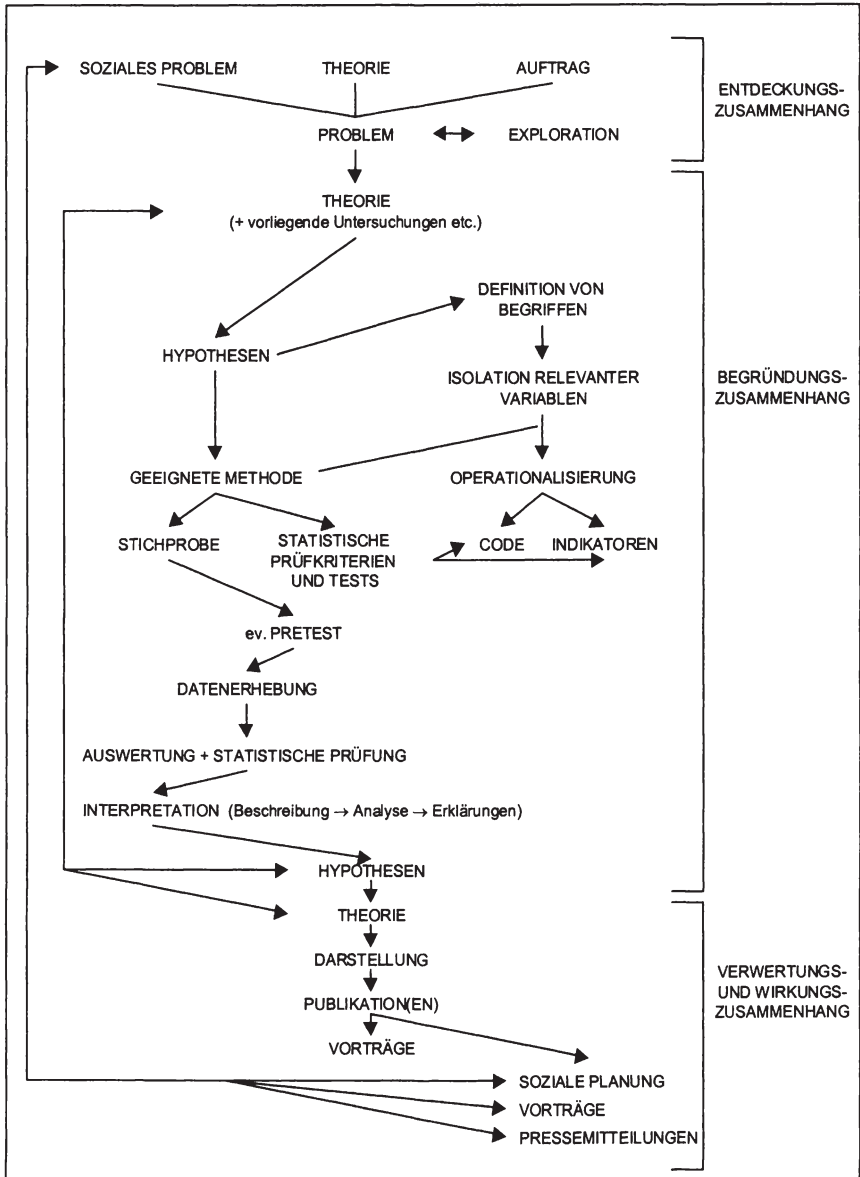 SOZIALES PROBLEM THEORIE AUFTRAG
ENTDECKUNGS-
ZUSAMMENHANG
PROBLEM EXPLORATION
THEORIE
(+ vorliegende Untersuchungen etc.)
DEFINITION VON
BEGRIFFEN
HYPOTHESEN
ISOLATION RELEVANTER
VARIABLEN
BEGRÜNDUNGS-
ZUSAMMENHANG
GEEIGNETE METHODE OPERATIONALISIERUNG
STICHPROBE
STATISTISCHE
PRÜFKRITERIEN
UND TESTS
CODE INDIKATOREN
ev. PRETEST
DATENERHEBUNG
AUSWERTUNG + STATISTISCHE PRÜFUNG
INTERPRETATION (Beschreibung → Analyse → Erklärungen)
HYPOTHESEN
THEORIE
DARSTELLUNG
PUBLIKATION(EN)
VORTRÄGE
VERWERTUNGS-
UND WIRKUNGS-
ZUSAMMENHANG
SOZIALE PLANUNG
VORTRÄGE
PRESSEMITTEILUNGEN